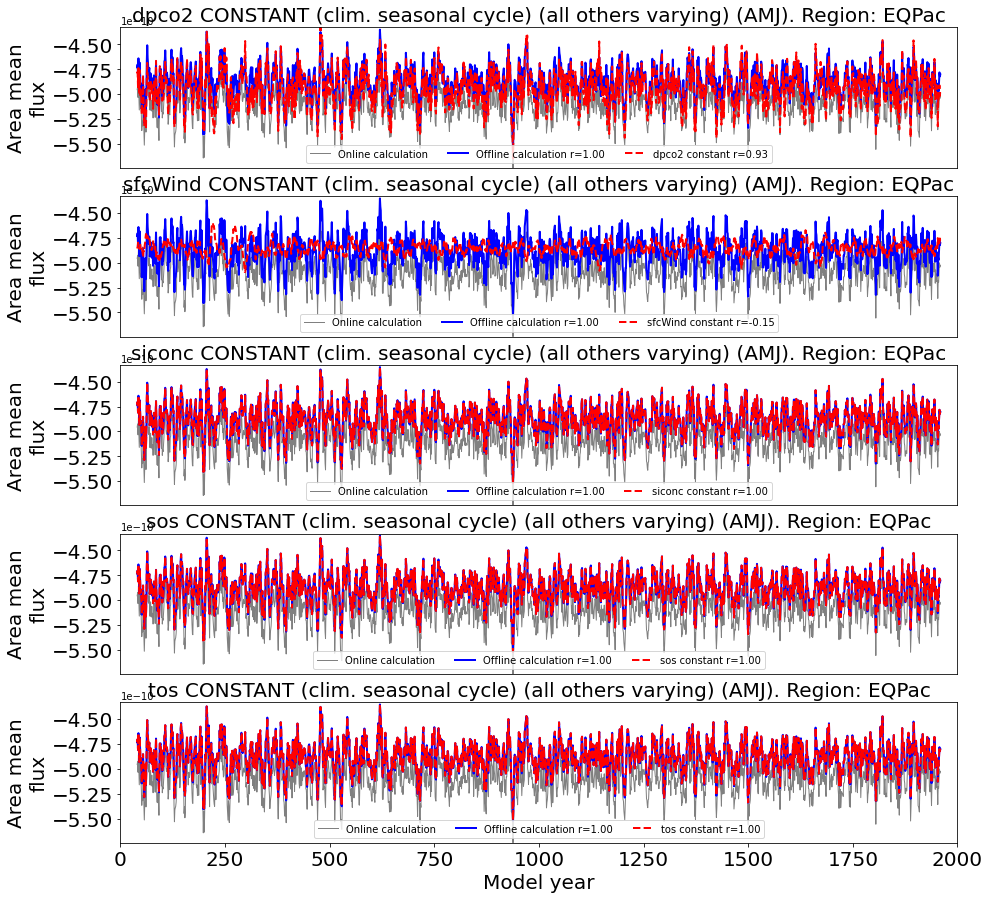 1e−10
dpco2 CONSTANT (clim. seasonal cycle) (all others varying) (AMJ). Region: EQPac
Area mean
flux
−4.50
−4.75
−5.00
−5.25
−5.50
Online calculation
Offline calculation r=1.00
dpco2 constant r=0.93
1e−10
sfcWind CONSTANT (clim. seasonal cycle) (all others varying) (AMJ). Region: EQPac
Area mean
flux
−4.50
−4.75
−5.00
−5.25
−5.50
Online calculation
Offline calculation r=1.00
sfcWind constant r=-0.15
1e−10
siconc CONSTANT (clim. seasonal cycle) (all others varying) (AMJ). Region: EQPac
Area mean
flux
−4.50
−4.75
−5.00
−5.25
−5.50
Online calculation
Offline calculation r=1.00
siconc constant r=1.00
1e−10
sos CONSTANT (clim. seasonal cycle) (all others varying) (AMJ). Region: EQPac
Area mean
flux
−4.50
−4.75
−5.00
−5.25
−5.50
Online calculation
Offline calculation r=1.00
sos constant r=1.00
1e−10
tos CONSTANT (clim. seasonal cycle) (all others varying) (AMJ). Region: EQPac
Area mean
flux
−4.50
−4.75
−5.00
−5.25
−5.50
Online calculation
Offline calculation r=1.00
tos constant r=1.00
0
250
500
750
1000
1250
1500
1750
2000
Model year